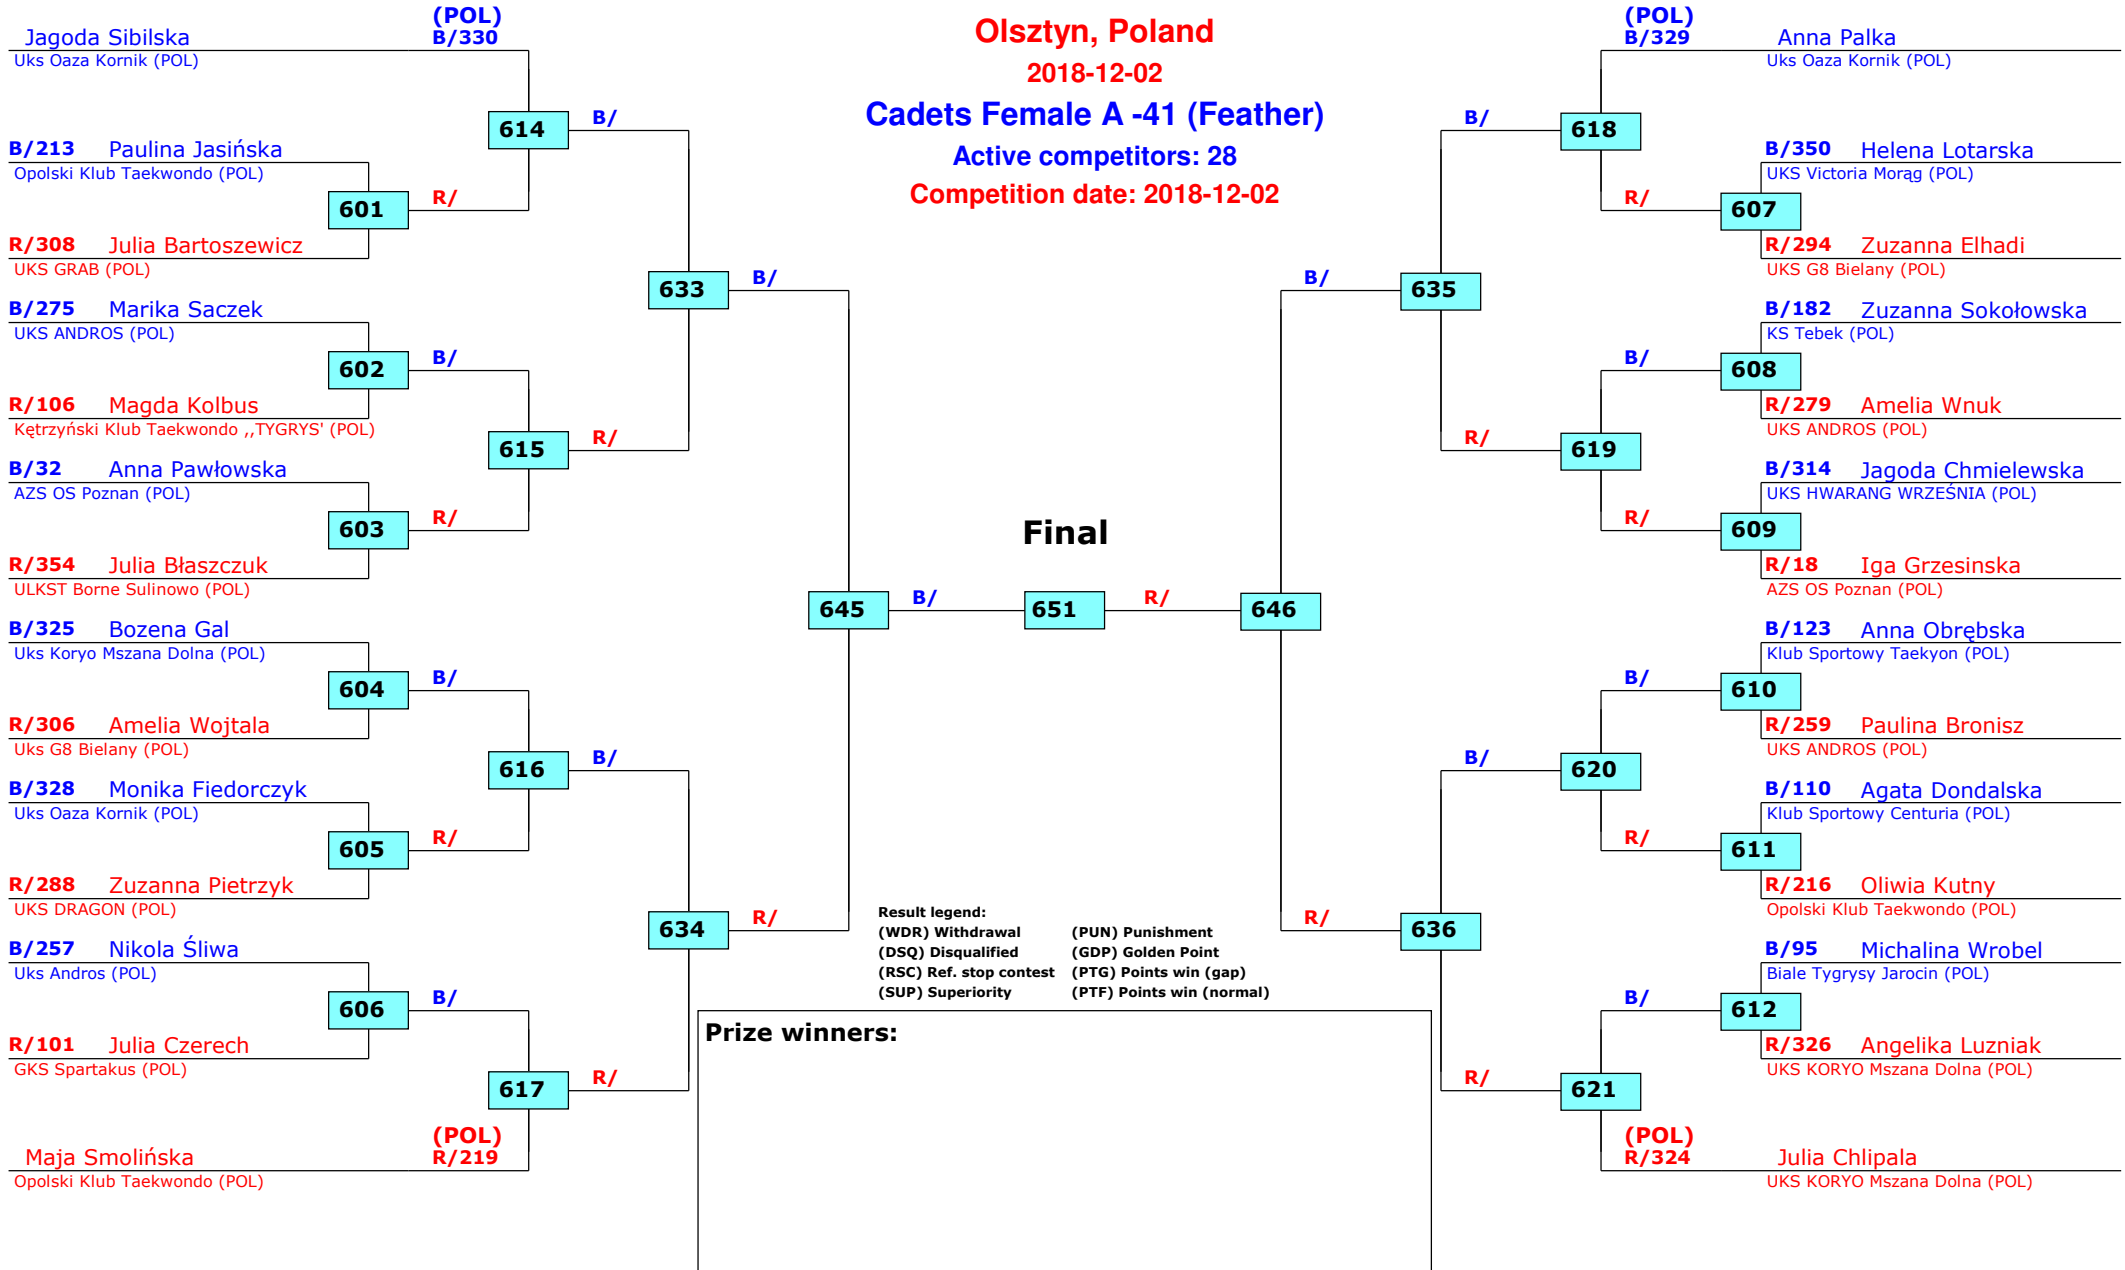 Olsztyn, Poland
2018-12-02
Cadets Female A -41 (Feather)
Active competitors: 28
Competition date: 2018-12-02
(POL)
Jagoda Sibilska B/330
Uks Oaza Kornik (POL)
614
B/
B/213 Paulina Jasińska
Opolski Klub Taekwondo (POL)
601
R/
R/308 Julia Bartoszewicz
UKS GRAB (POL)
633
B/
B/275 Marika Saczek
UKS ANDROS (POL)
602
B/
R/106 Magda Kolbus
Kętrzyński Klub Taekwondo ,,TYGRYS' (POL)
615
R/
B/32 Anna Pawłowska
AZS OS Poznan (POL)
603
R/
R/354 Julia Błaszczuk
ULKST Borne Sulinowo (POL)
645
B/
B/325 Bozena Gal
Uks Koryo Mszana Dolna (POL)
604
B/
R/306 Amelia Wojtala
Uks G8 Bielany (POL)
616
B/
B/328 Monika Fiedorczyk
Uks Oaza Kornik (POL)
605
R/
R/288 Zuzanna Pietrzyk
UKS DRAGON (POL)
634
R/
B/257 Nikola Śliwa
Uks Andros (POL)
606
B/
R/101 Julia Czerech
GKS Spartakus (POL)
617
R/
(POL)
Maja Smolińska R/219
Opolski Klub Taekwondo (POL)
Final
651
R/
646
(POL)
B/329 Anna Palka
Uks Oaza Kornik (POL)
B/
618
B/350 Helena Lotarska
UKS Victoria Morąg (POL)
R/
607
R/294 Zuzanna Elhadi
UKS G8 Bielany (POL)
B/
635
B/182 Zuzanna Sokołowska
KS Tebek (POL)
B/
608
R/279 Amelia Wnuk
UKS ANDROS (POL)
R/
619
B/314 Jagoda Chmielewska
UKS HWARANG WRZEŚNIA (POL)
R/
609
R/18 Iga Grzesinska
AZS OS Poznan (POL)
B/123 Anna Obrębska
Klub Sportowy Taekyon (POL)
B/
610
R/259 Paulina Bronisz
UKS ANDROS (POL)
B/
620
B/110 Agata Dondalska
Klub Sportowy Centuria (POL)
R/
611
R/216 Oliwia Kutny
Opolski Klub Taekwondo (POL)
R/
636
B/95 Michalina Wrobel
Biale Tygrysy Jarocin (POL)
B/
612
R/326 Angelika Luzniak
UKS KORYO Mszana Dolna (POL)
R/
621
(POL)
R/324 Julia Chlipala
UKS KORYO Mszana Dolna (POL)
Result legend:
(WDR) Withdrawal (PUN) Punishment
(DSQ) Disqualified (GDP) Golden Point
(RSC) Ref. stop contest (PTG) Points win (gap)
(SUP) Superiority (PTF) Points win (normal)
Prize winners: